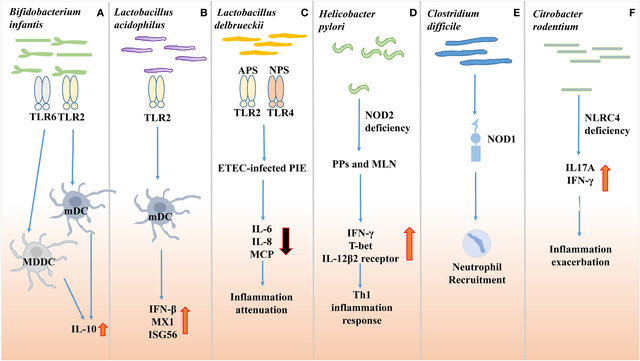 Bifidobacterium
infantis
A
TLR6 TLR2
mDC
MDDC
IL-10
Lactobacillus
acidophilus
B
TLR2
mDC
IFN-β
MX1
ISG56
Lactobacillus
delbrueckii
C
APS NPS
TLR2 TLR4
ETEC-infected PIE
IL-6
IL-8
MCP
Inflammation
attenuation
Helicobacter
pylori
D
NOD2
deficiency
PPs and MLN
IFN-γ
T-bet
IL-12β2 receptor
Th1
inflammation
response
Clostridium
difficile
E
NOD1
Neutrophil
Recruitment
Citrobacter
rodentium
F
NLRC4
deficiency
IL17A
IFN-γ
Inflammation
exacerbation